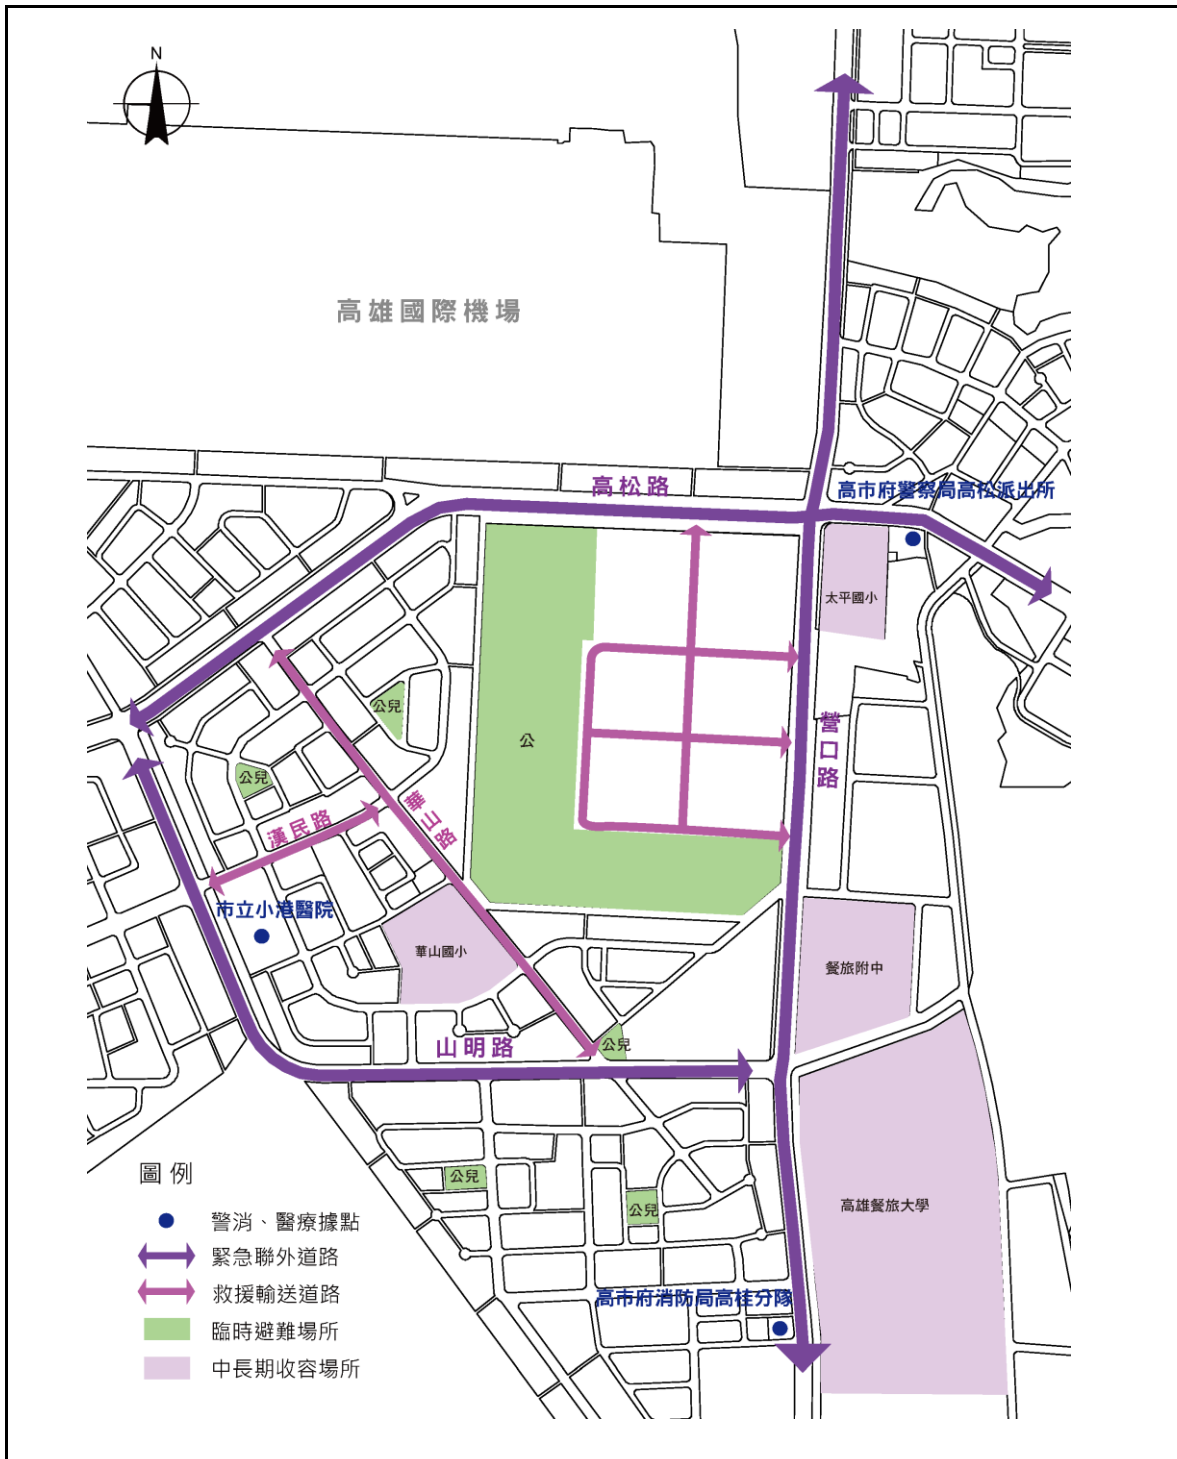 N
高雄國際機場
高松路
高市府警察局高松派出所
太平國小
公兒
公
營口路
公兒
華山路
漢民路
市立小港醫院
華山國小
餐旅附中
公兒
山明路
公兒
公兒
高雄餐旅大學
高市府消防局高桂分隊
圖例
警消、醫療據點
緊急聯外道路
救援輸送道路
臨時避難場所
中長期收容場所